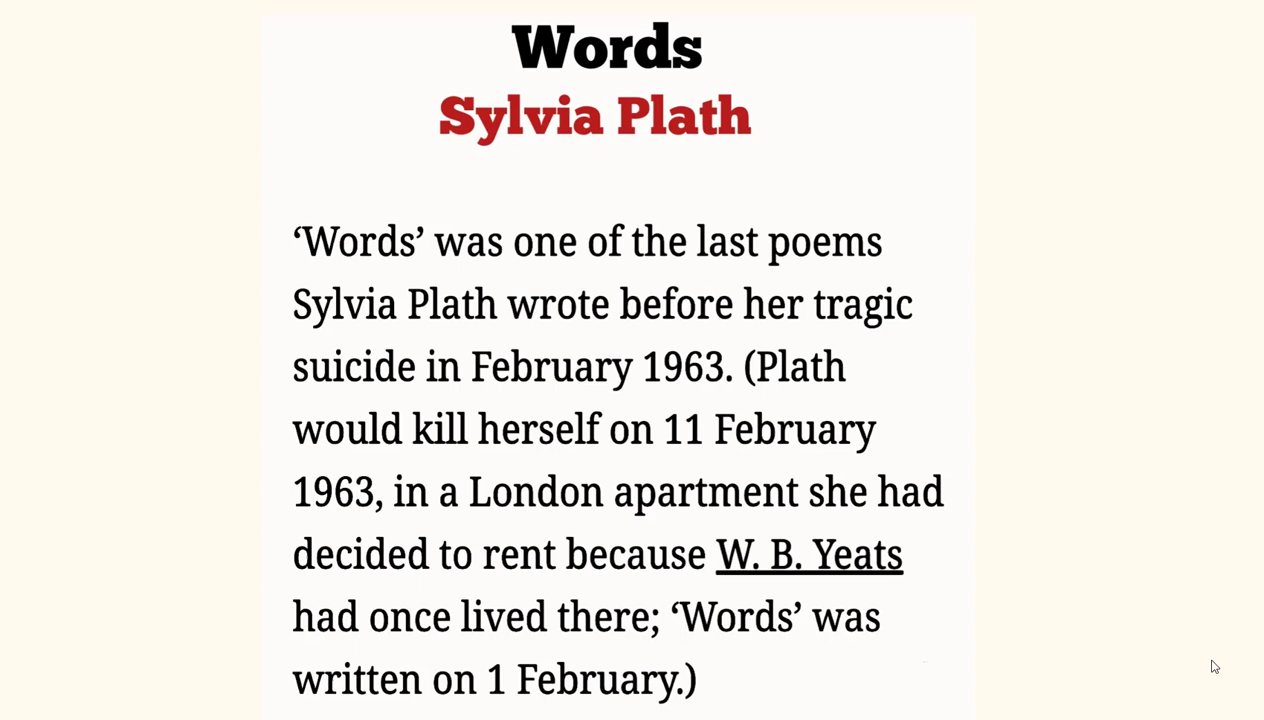 Words
Sylvia Plath
‘Words’ was one of the last poems
Sylvia Plath wrote before her tragic
suicide in February 1963. (Plath
would kill herself on 11 February
1963, in a London apartment she had
decided to rent because W. B. Yeats
had once lived there; ‘Words’ was
written on 1 February.)